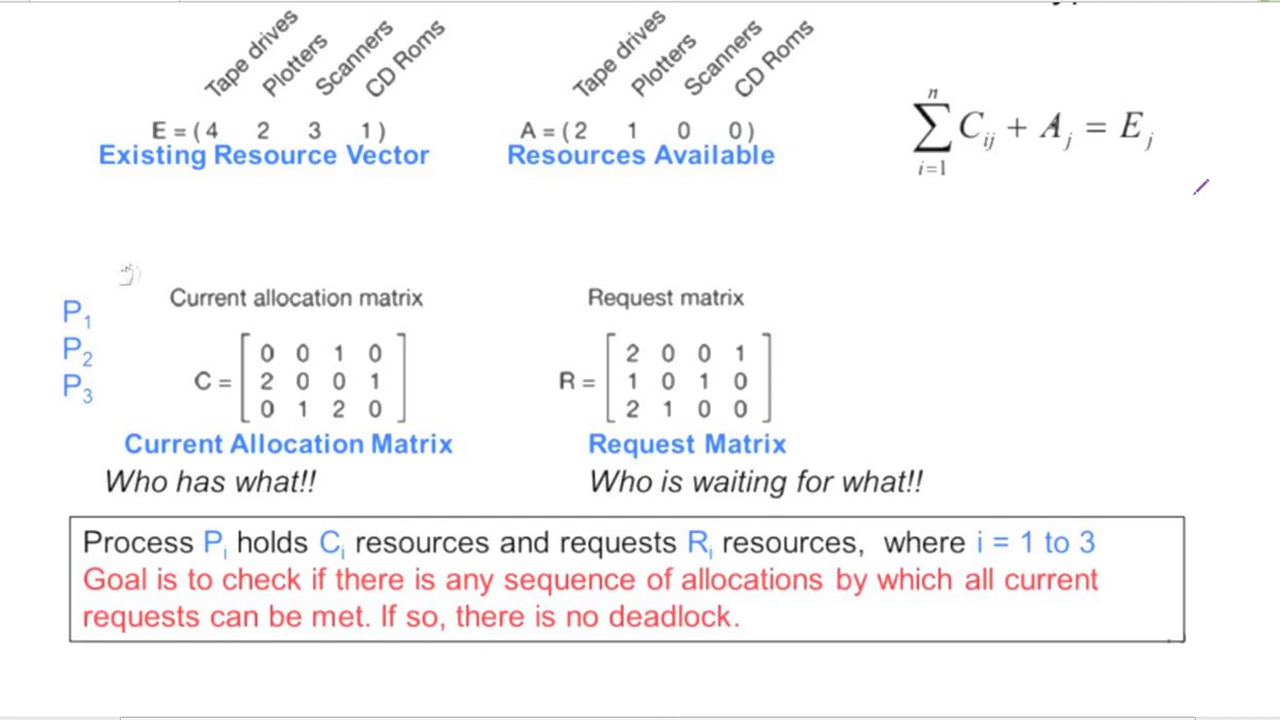 Tape drives Plotters Scanners CD Roms
Tape drives Plotters Scanners CD Roms
E = ( 4 2 3 1 )
Existing Resource Vector
A = ( 2 1 0 0 )
Resources Available
n
∑ Cij + Aj = Ej
i=1
P1
P2
P3
Current allocation matrix
C = [ 0 0 1 0
2 0 0 1
0 1 2 0 ]
Current Allocation Matrix
Who has what!!
Request matrix
R = [ 2 0 0 1
1 0 1 0
2 1 0 0 ]
Request Matrix
Who is waiting for what!!
Process Pi holds Ci resources and requests Ri resources, where i = 1 to 3
Goal is to check if there is any sequence of allocations by which all current
requests can be met. If so, there is no deadlock.